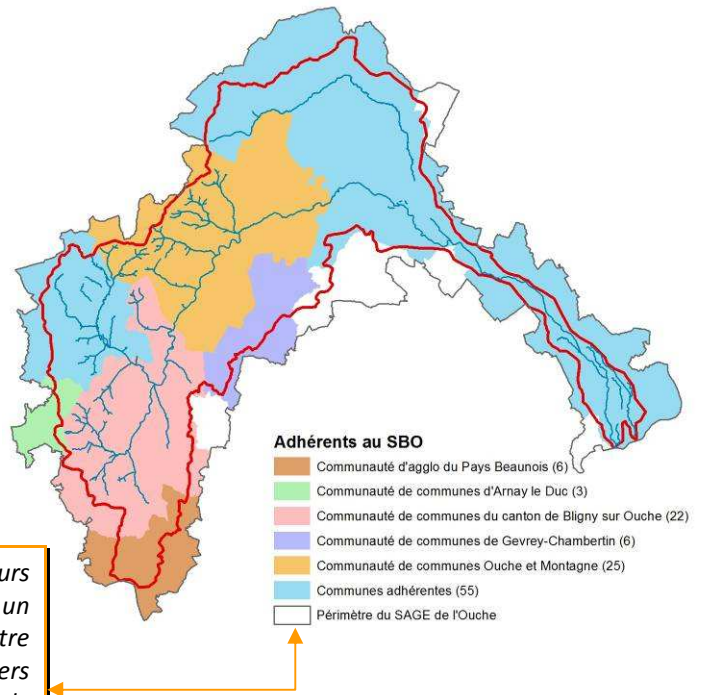 Adhérents au SBO
Communauté d'agglo du Pays Beaunois (6)
Communauté de communes d'Arnay le Duc (3)
Communauté de communes du canton de Bligny sur Ouche (22)
Communauté de communes de Gevrey-Chambertin (6)
Communauté de communes Ouche et Montagne (25)
Communes adhérentes (55)
Périmètre du SAGE de l'Ouche
urs
un
tre
ers